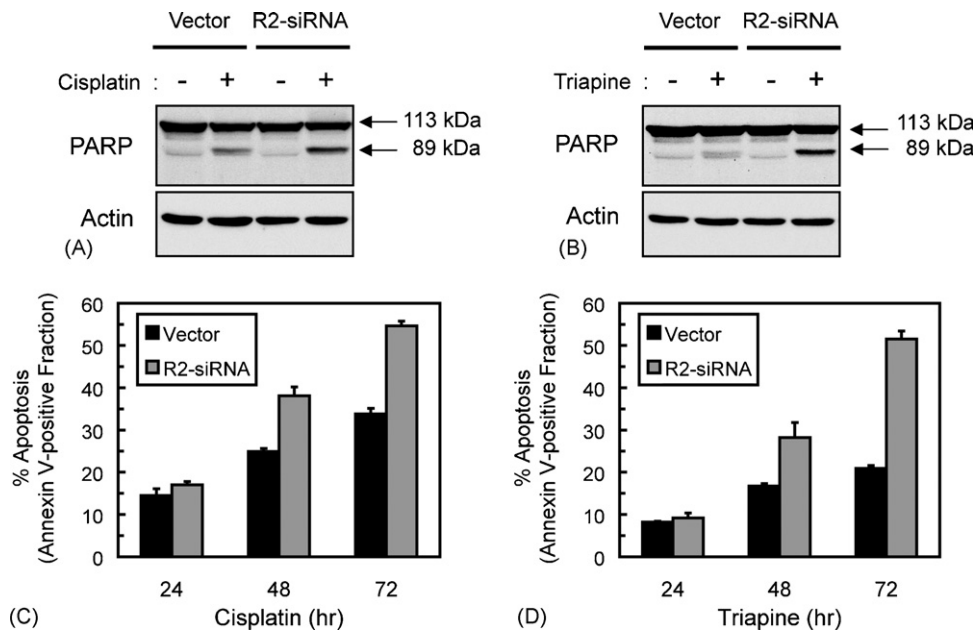 Vector R2-siRNA
Cisplatin : - + - +
PARP
113 kDa
89 kDa
Actin
(A)
Vector R2-siRNA
Triapine : - + - +
PARP
113 kDa
89 kDa
Actin
(B)
% Apoptosis
(Annexin V-positive Fraction)
60
50
40
30
20
10
0
Vector
R2-siRNA
24 48 72
Cisplatin (hr)
(C)
% Apoptosis
(Annexin V-positive Fraction)
60
50
40
30
20
10
0
Vector
R2-siRNA
24 48 72
Triapine (hr)
(D)